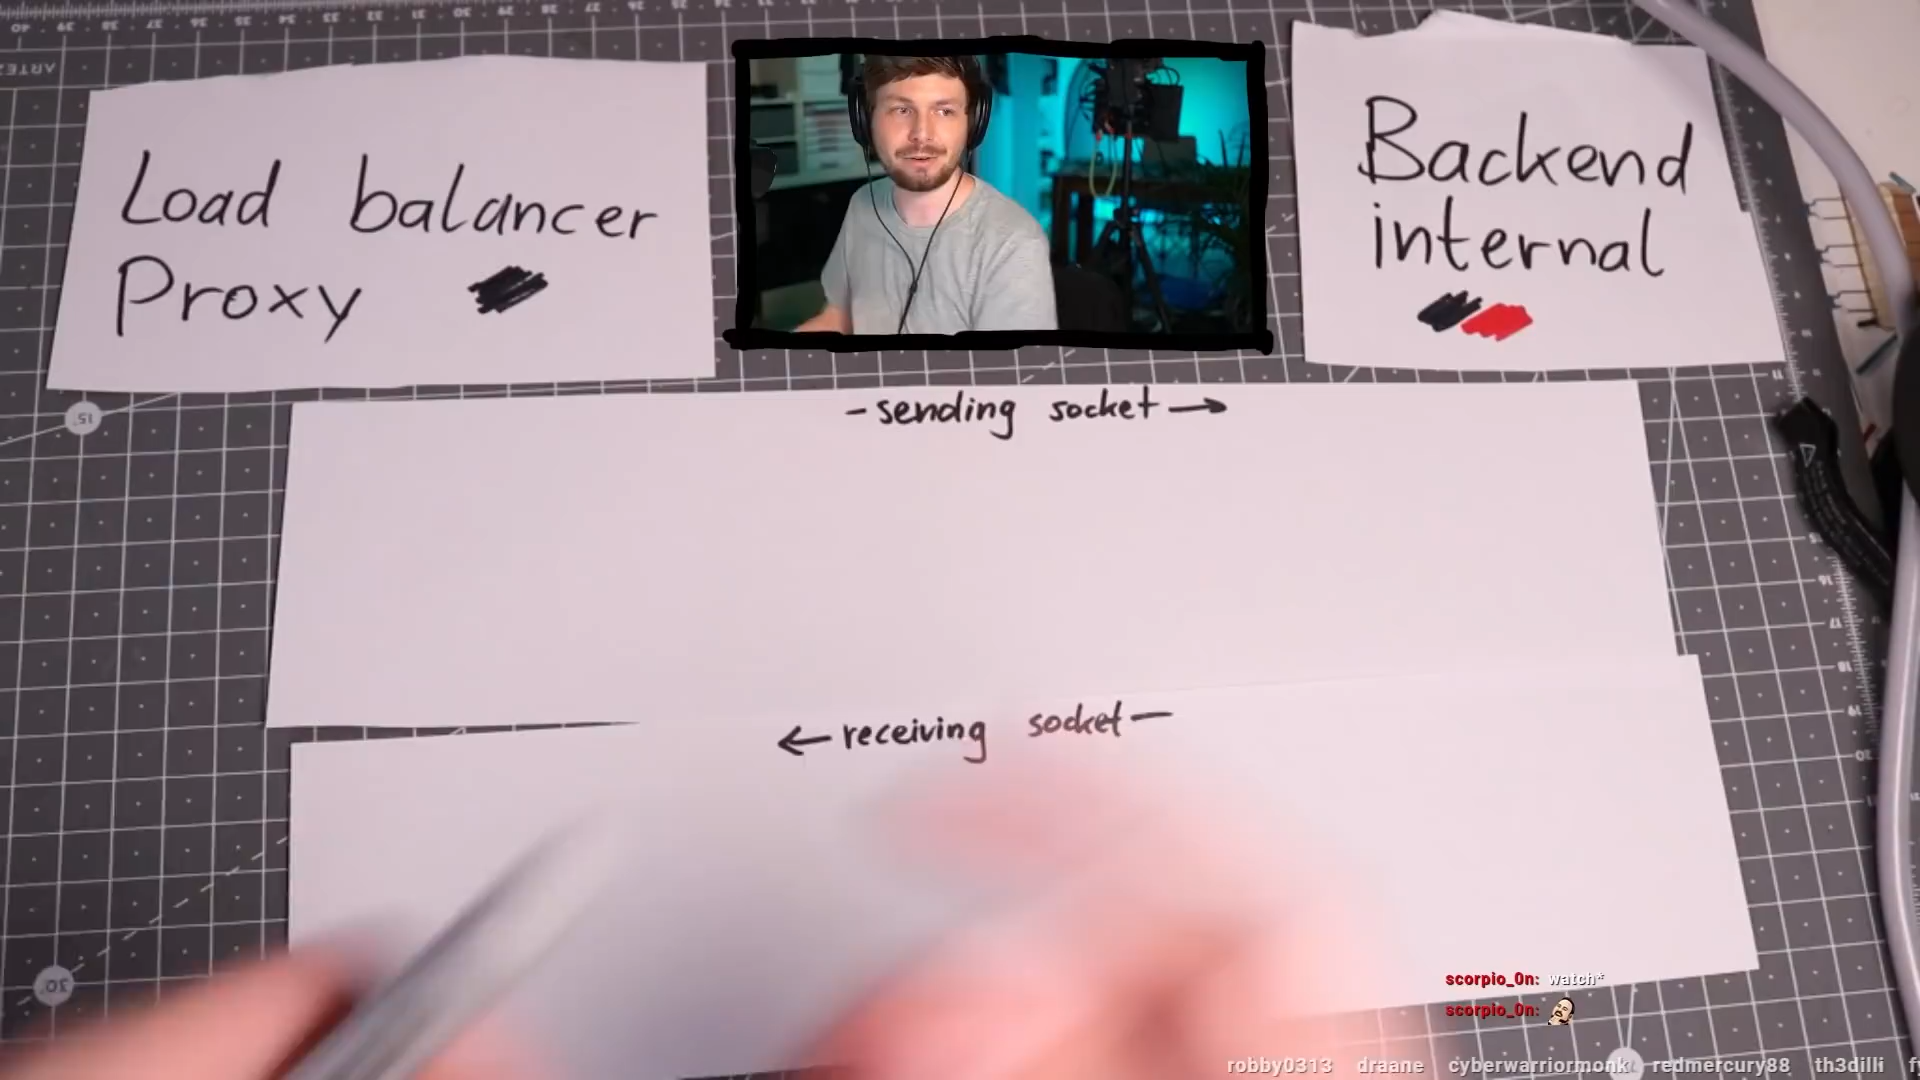 Load balancer
Proxy
Backend
internal
-sending socket→
←receiving socket-
scorpio_0n: watch*
scorpio_0n:
robby0313 draane cyberwarriormonk redmercury88 th3dilli